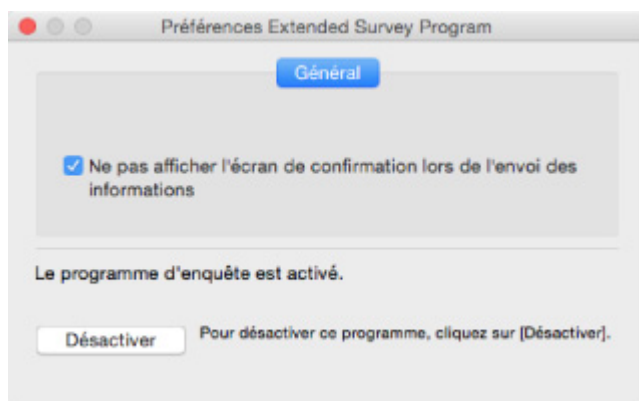 Préférences Extended Survey Program
Général
Ne pas afficher l'écran de confirmation lors de l'envoi des
informations
Le programme d'enquête est activé.
Désactiver
Pour désactiver ce programme, cliquez sur [Désactiver].